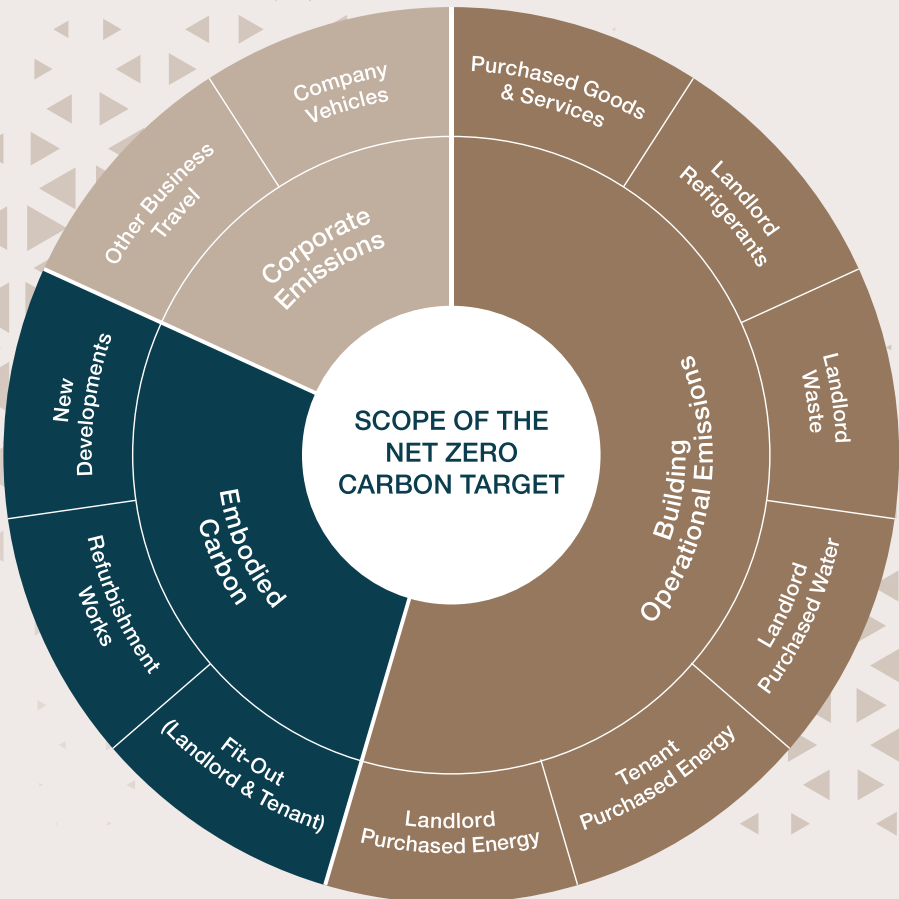 SCOPE OF THE
NET ZERO
CARBON TARGET
Building
Operational Emissions
Purchased Goods
& Services
Landlord
Refrigerants
Landlord
Waste
Landlord
Purchased Water
Tenant
Purchased Energy
Landlord
Purchased Energy
Embodied
Carbon
Fit-Out
(Landlord & Tenant)
Refurbishment
Works
New
Developments
Corporate
Emissions
Other Business
Travel
Company
Vehicles